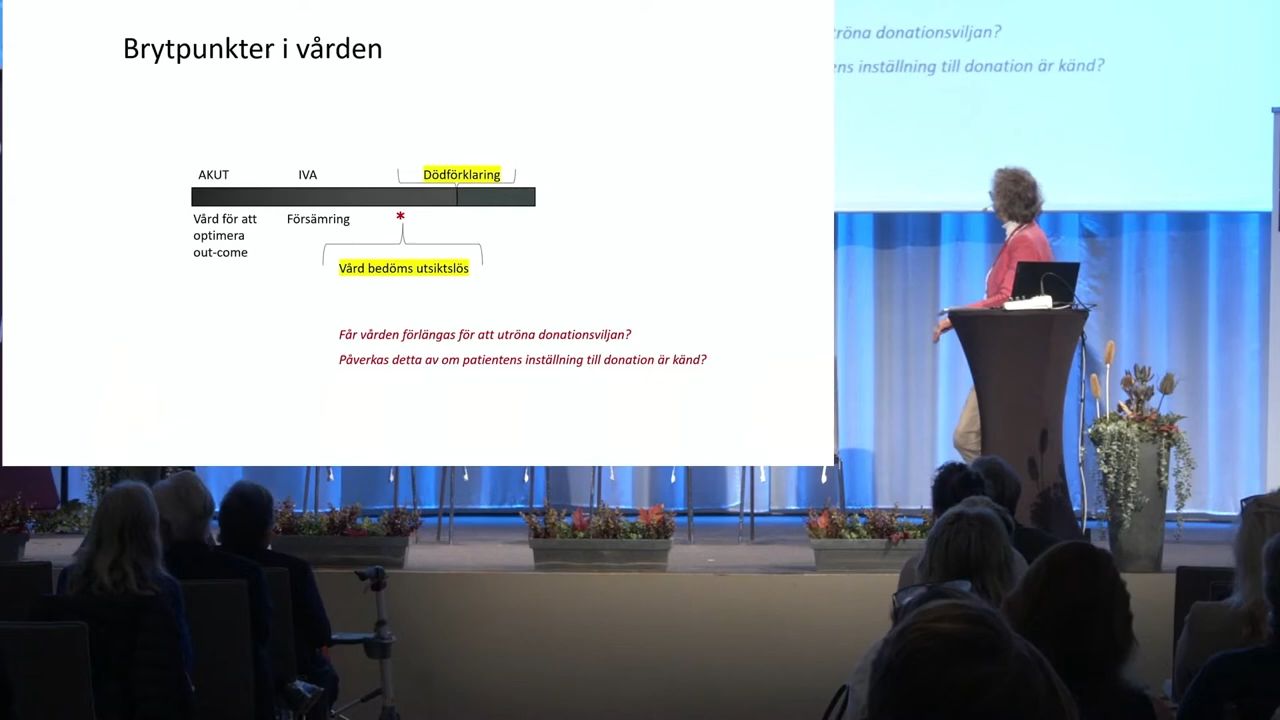 Brytpunkter i vården
AKUT
IVA
Dödförklaring
Vård för att
optimera
out-come
Försämring
*
Vård bedöms utsiktslös
Får vården förlängas för att utröna donationsviljan?
Påverkas detta av om patientens inställning till donation är känd?
utröna donationsviljan?
ens inställning till donation är känd?